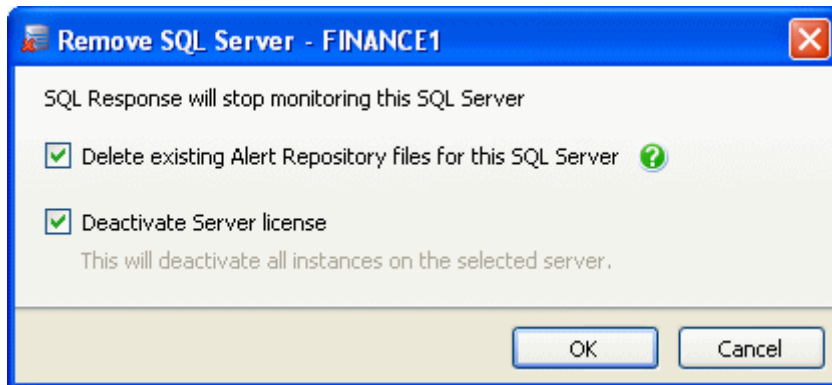 Remove SQL Server - FINANCE1
SQL Response will stop monitoring this SQL Server
Delete existing Alert Repository files for this SQL Server ?
Deactivate Server license
This will deactivate all instances on the selected server.
OK Cancel